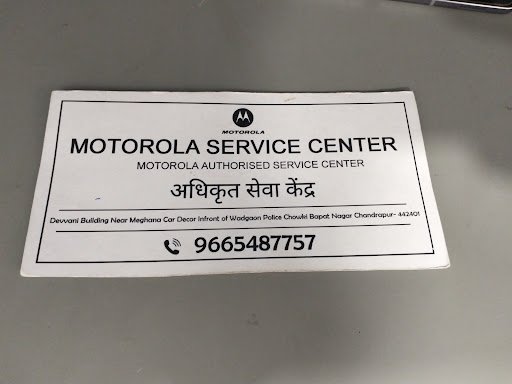 MOTOROLA
MOTOROLA SERVICE CENTER
MOTOROLA AUTHORISED SERVICE CENTER
अधिकृत सेवा केंद्र
Devvani Building Near Meghana Car Decor Infront of Wadgaon Police Chowki Bapat Nagar Chandrapur- 442401
9665487757